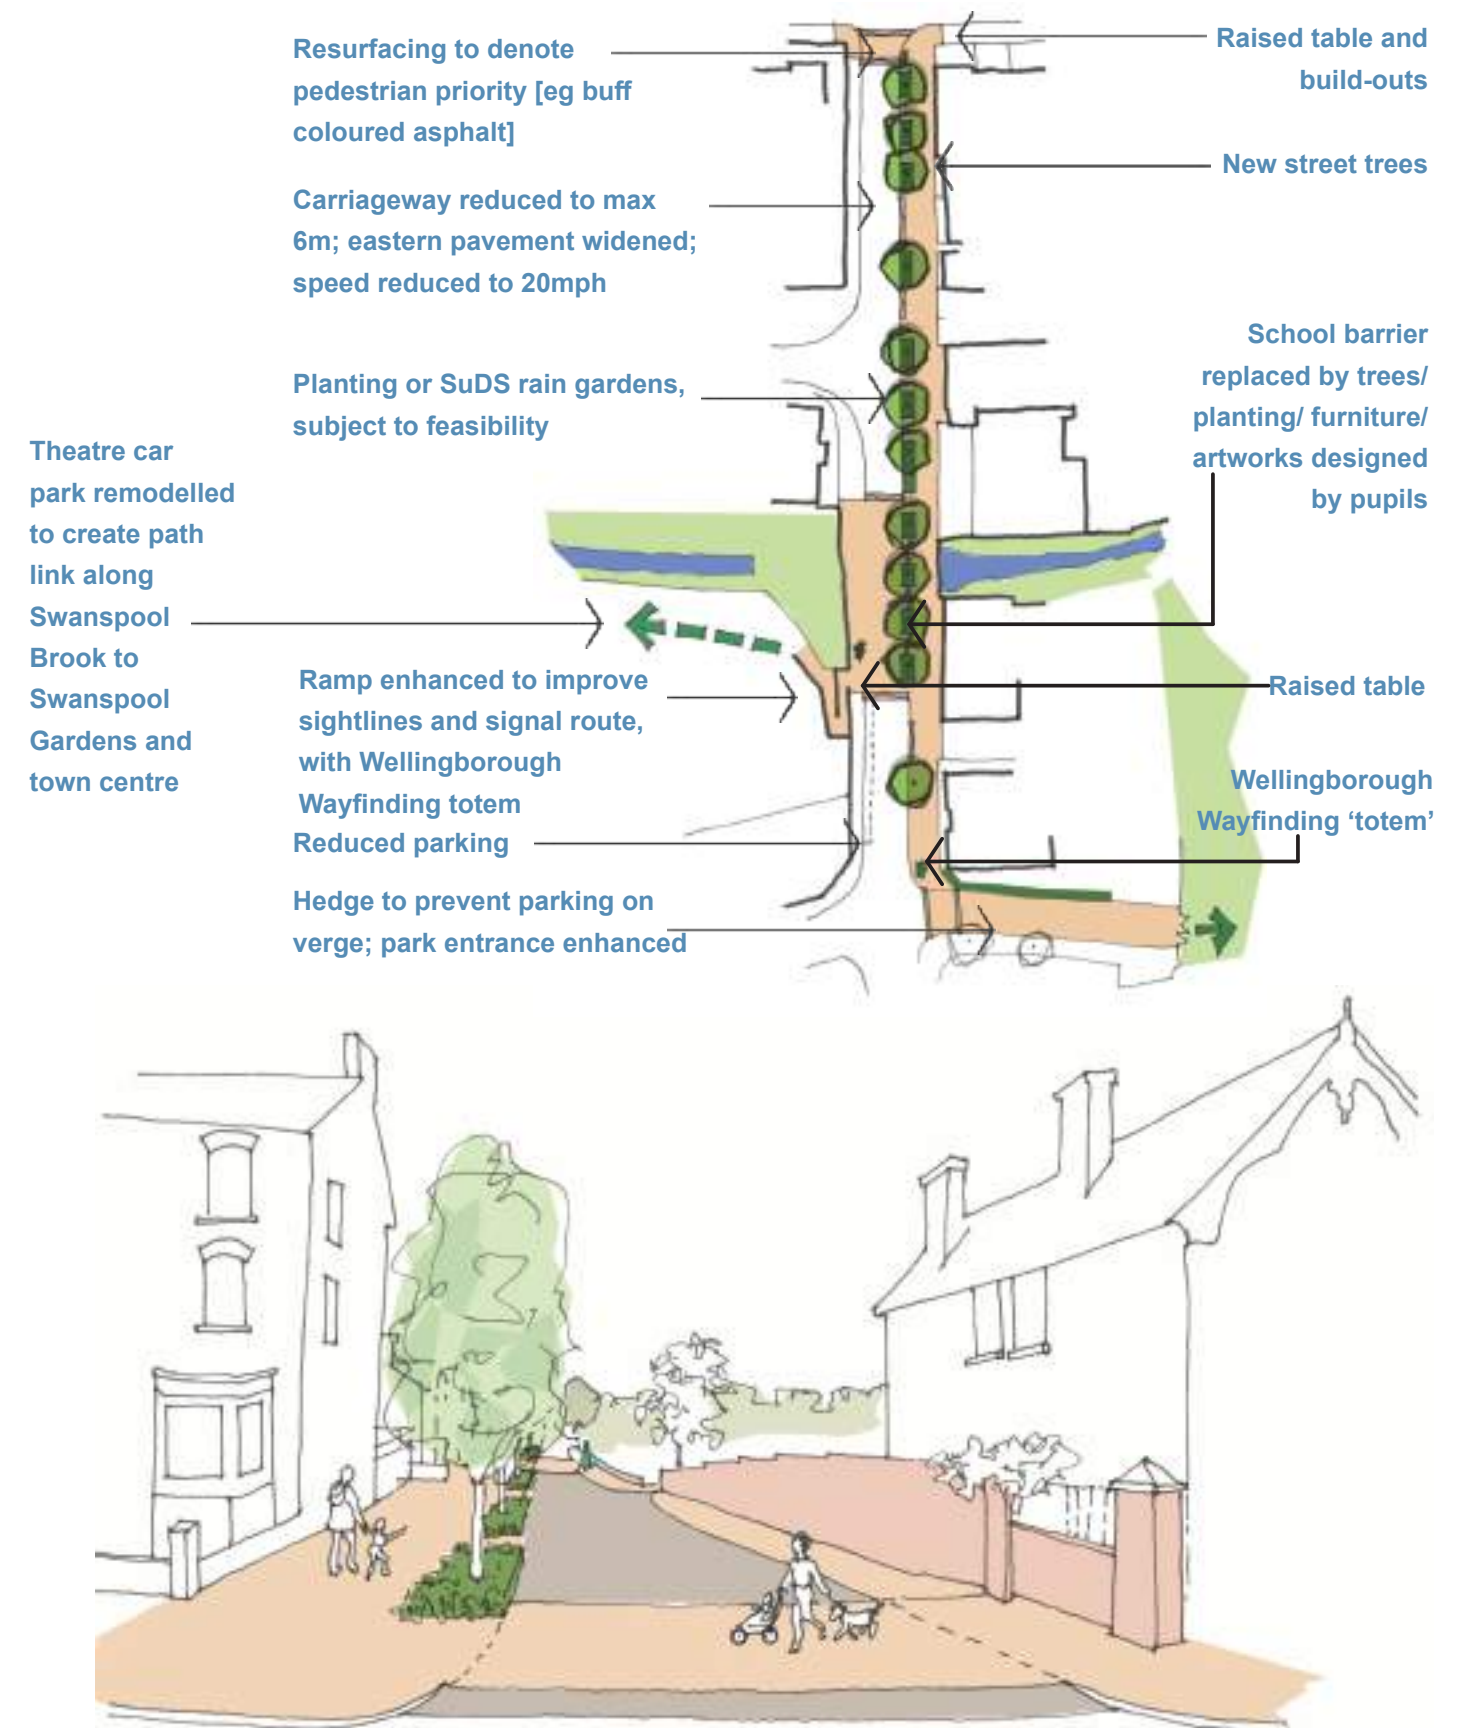 Resurfacing to denote
pedestrian priority [eg buff
coloured asphalt]
Raised table and
build-outs
New street trees
Carriageway reduced to max
6m; eastern pavement widened;
speed reduced to 20mph
School barrier
replaced by trees/
planting/ furniture/
artworks designed
by pupils
Planting or SuDS rain gardens,
subject to feasibility
Theatre car
park remodelled
to create path
link along
Swanspool
Brook to
Swanspool
Gardens and
town centre
Ramp enhanced to improve
sightlines and signal route,
with Wellingborough
Wayfinding totem
Raised table
Wellingborough
Wayfinding ‘totem’
Reduced parking
Hedge to prevent parking on
verge; park entrance enhanced